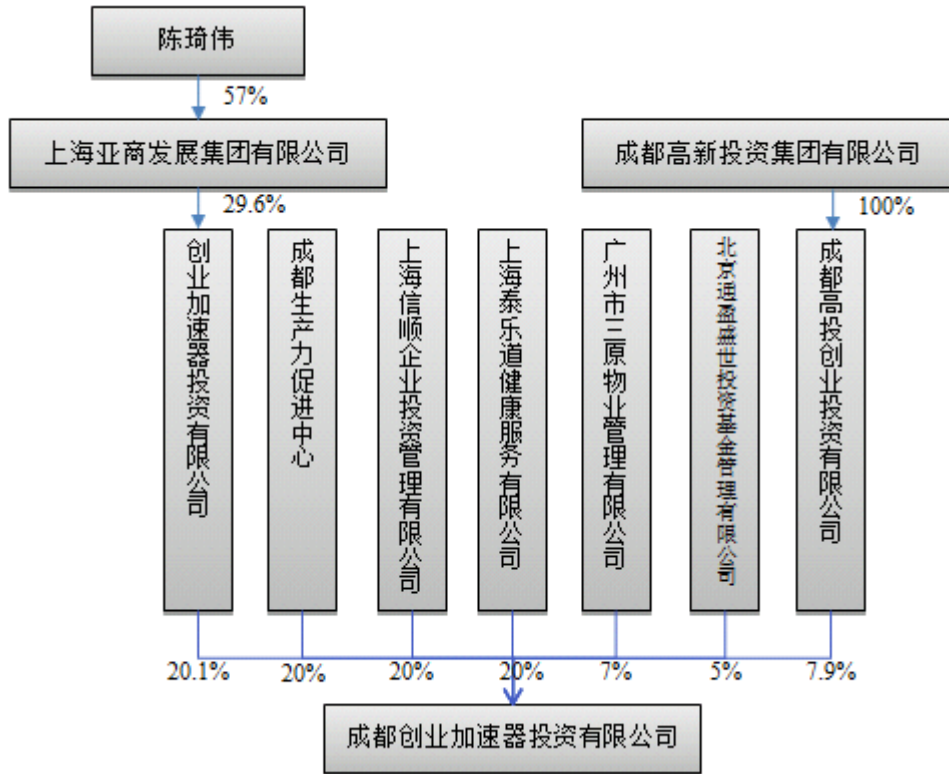 陈琦伟
57%
上海亚商发展集团有限公司
成都高新投资集团有限公司
29.6%
100%
创业加速器投资有限公司
成都生产力促进中心
上海信顺企业投资管理有限公司
上海泰乐道健康服务有限公司
广州市三原物业管理有限公司
北京通盈盛世投资基金管理有限公司
成都高投创业投资有限公司
20.1%
20%
20%
20%
7%
5%
7.9%
成都创业加速器投资有限公司